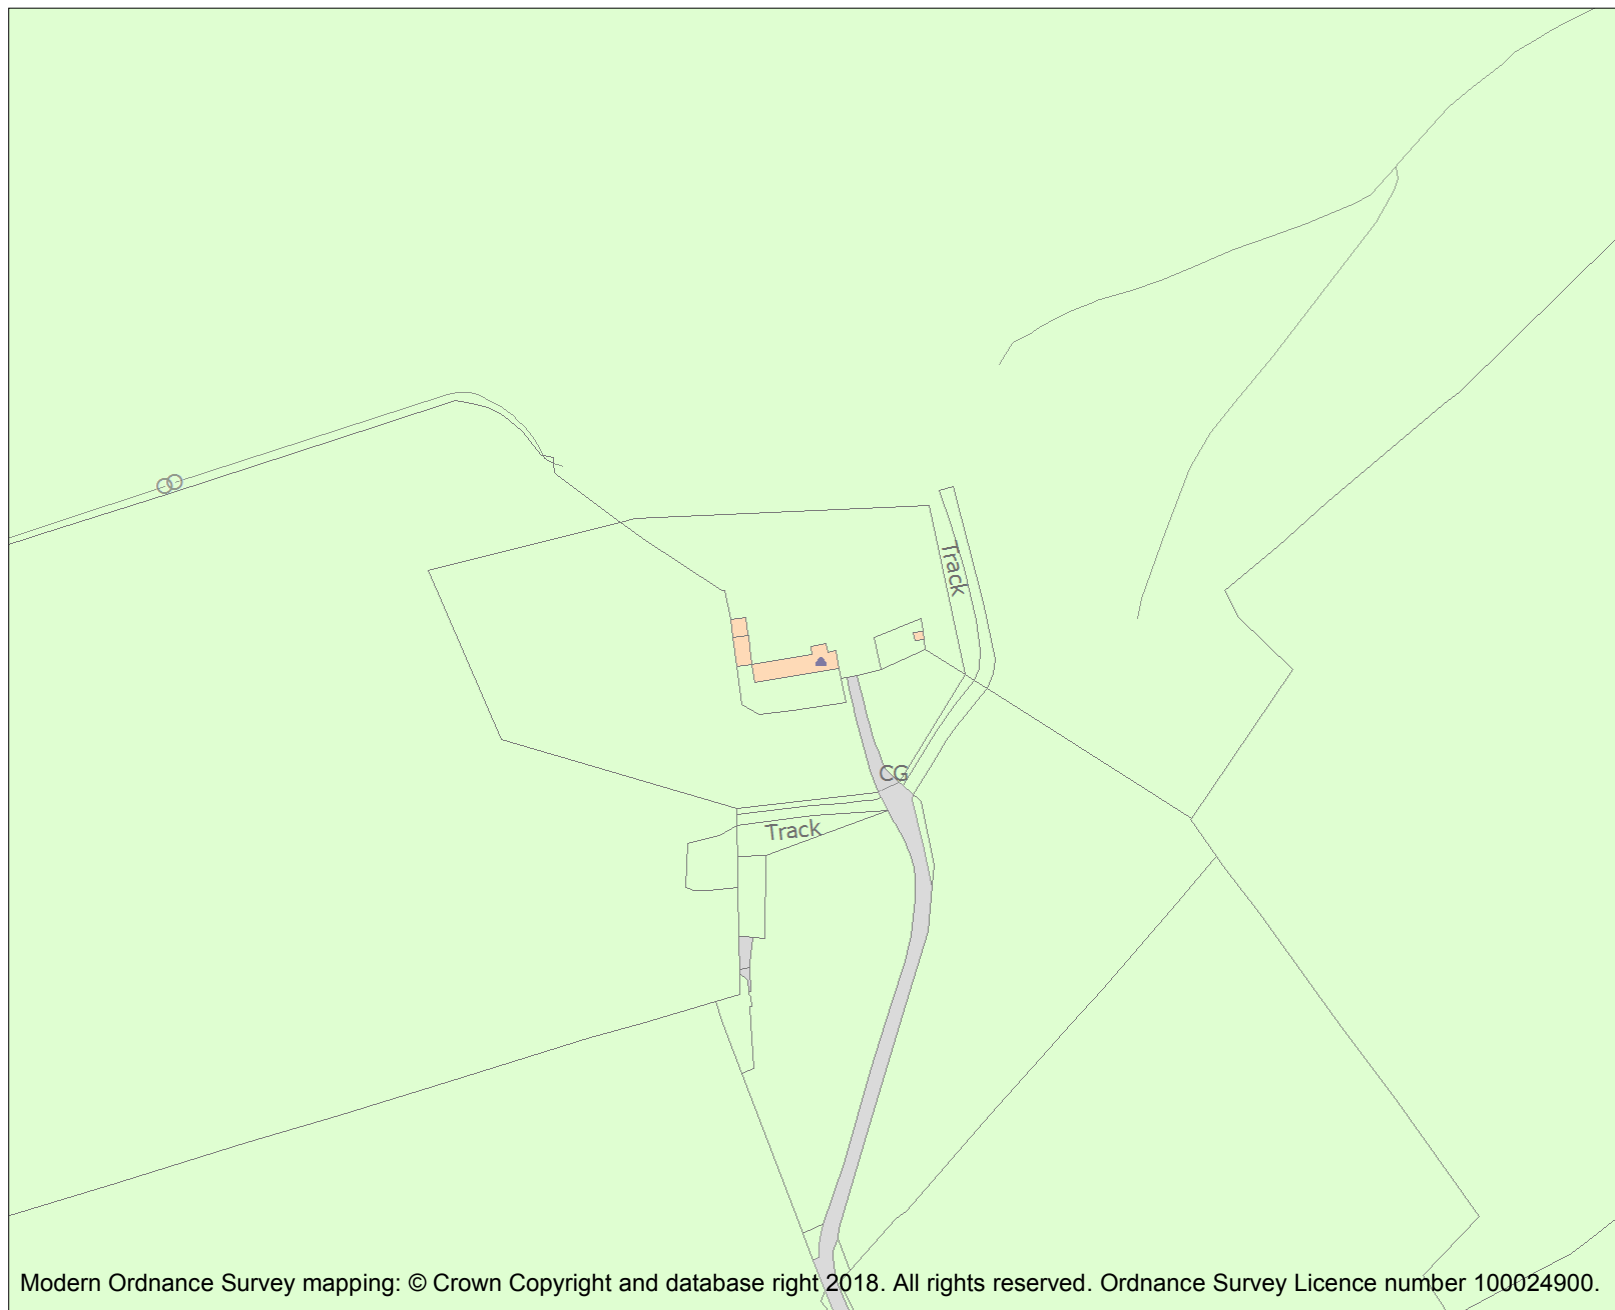 Track
CG
Track
Modern Ordnance Survey mapping: © Crown Copyright and database right 2018. All rights reserved. Ordnance Survey Licence number 100024900.